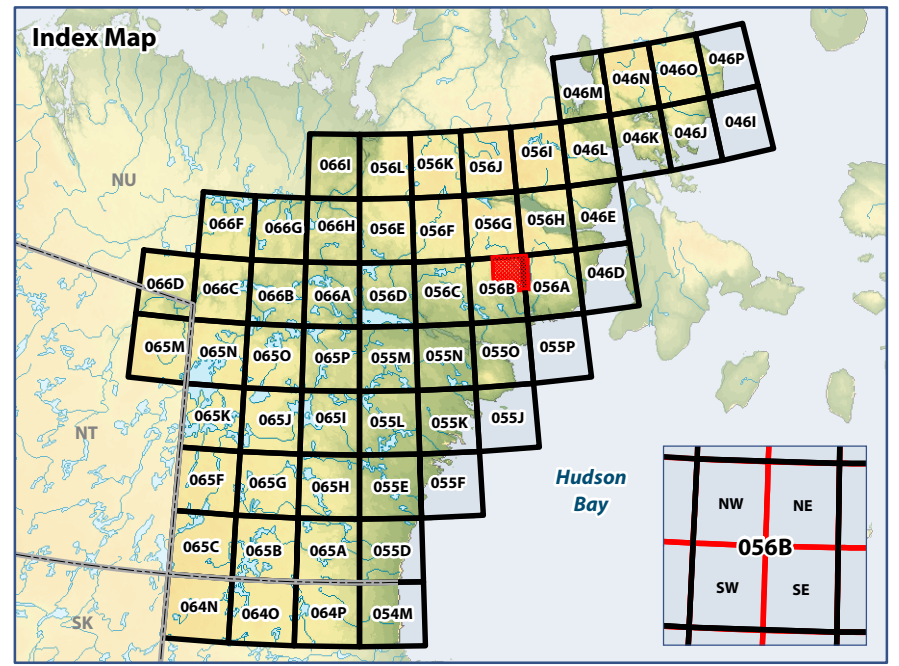 Index Map
046M 046N 046O 046P
046L 046K 046J 046I
066I 056L 056K 056J 056I
NU
066F 066G 066H 056E 056F 056G 056H 046E
066D 066C 066B 066A 056D 056C 056B 056A 046D
065M 065N 065O 065P 055M 055N 055O 055P
065K 065J 065I 055L 055K 055J
NT
065F 065G 065H 055E 055F
Hudson
Bay
065C 065B 065A 055D
064N 064O 064P 054M
SK
NW NE
056B
SW SE